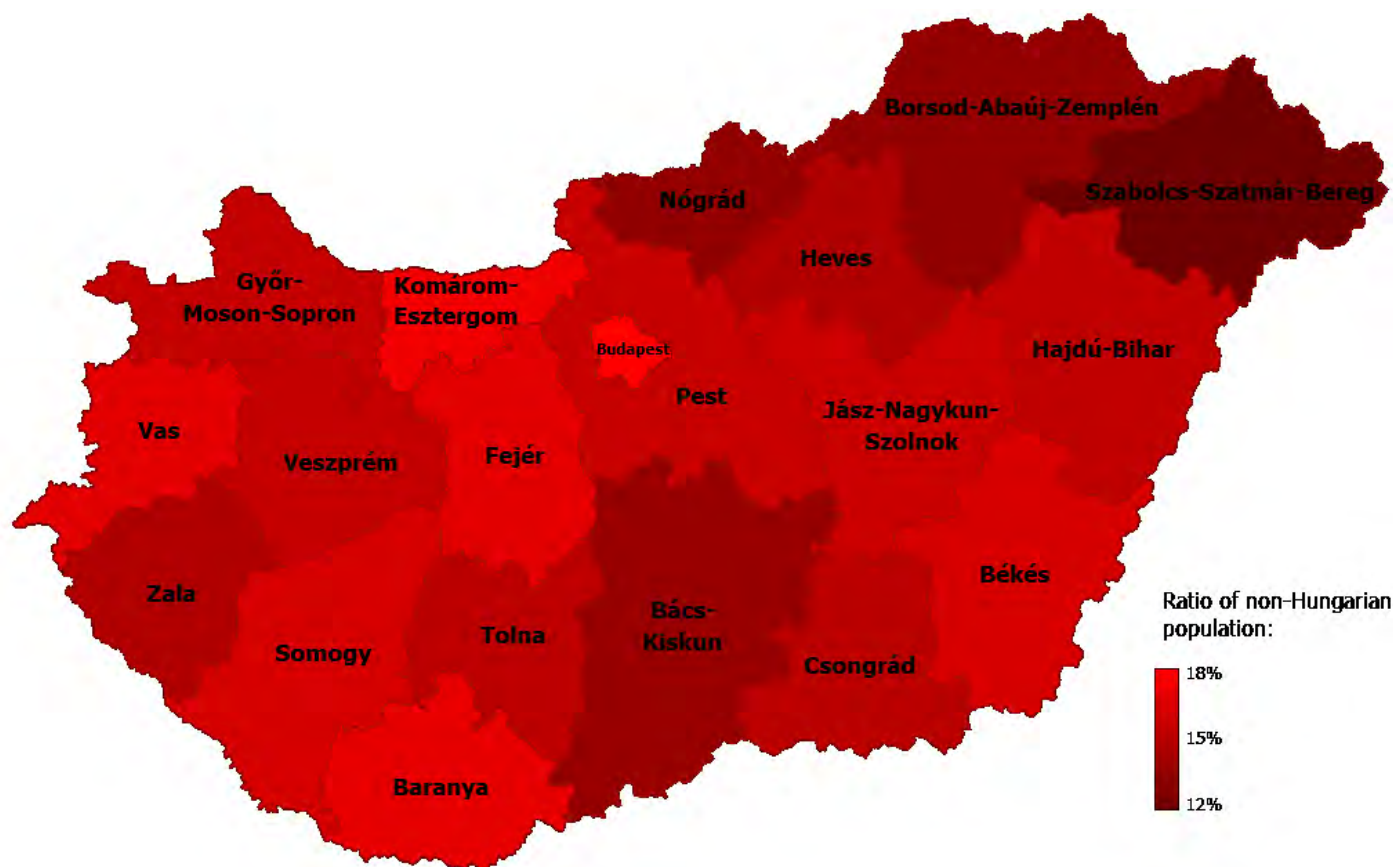 Borsod-Abaúj-Zemplén
Szabolcs-Szatmár-Bereg
Nógrád
Heves
Győr-
Moson-Sopron
Komárom-
Esztergom
Budapest
Hajdú-Bihar
Pest
Jász-Nagykun-
Szolnok
Vas
Veszprém
Fejér
Békés
Zala
Bács-
Kiskun
Tolna
Somogy
Csongrád
Baranya
Ratio of non-Hungarian
population:
18%
15%
12%